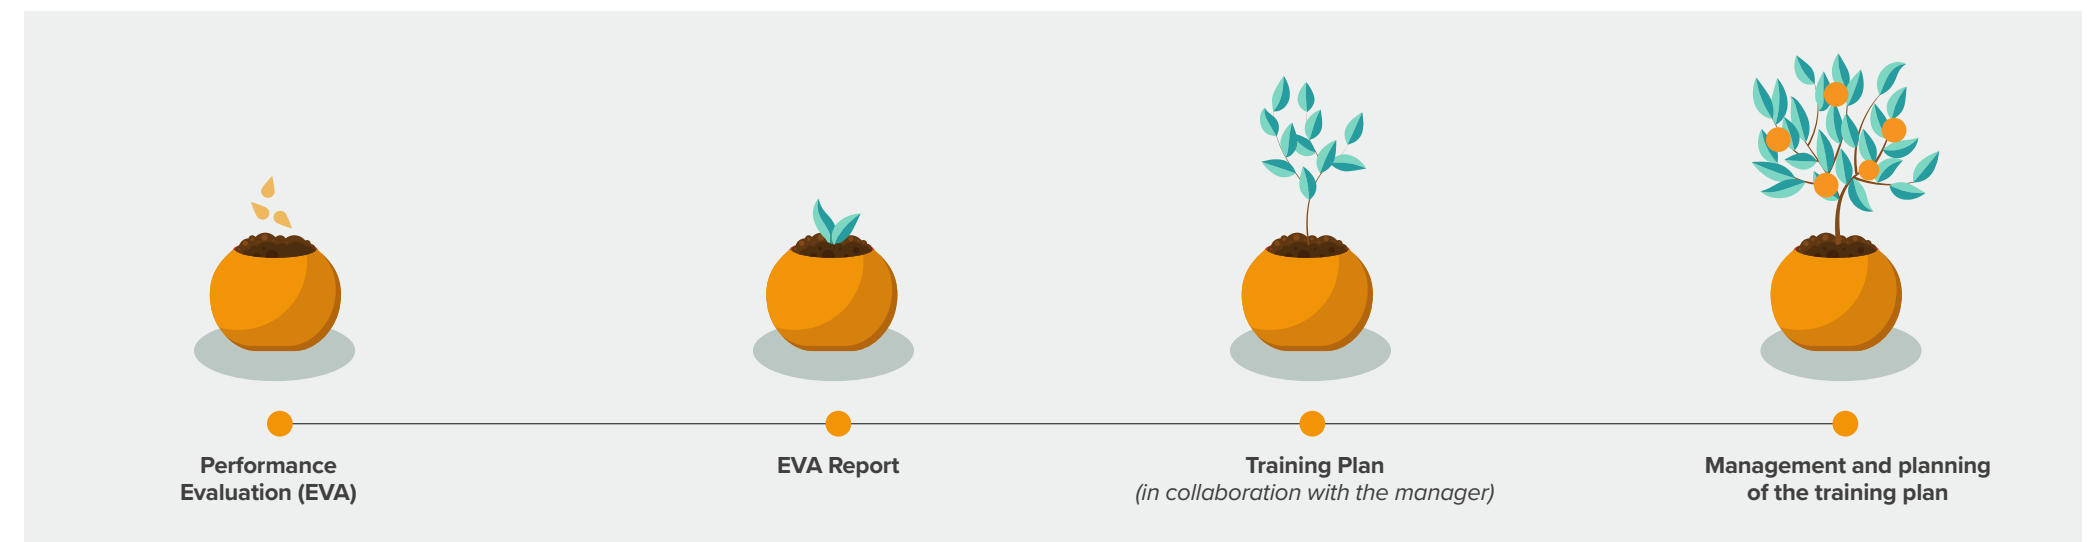 Performance
Evaluation (EVA)
EVA Report
Training Plan
(in collaboration with the manager)
Management and planning
of the training plan